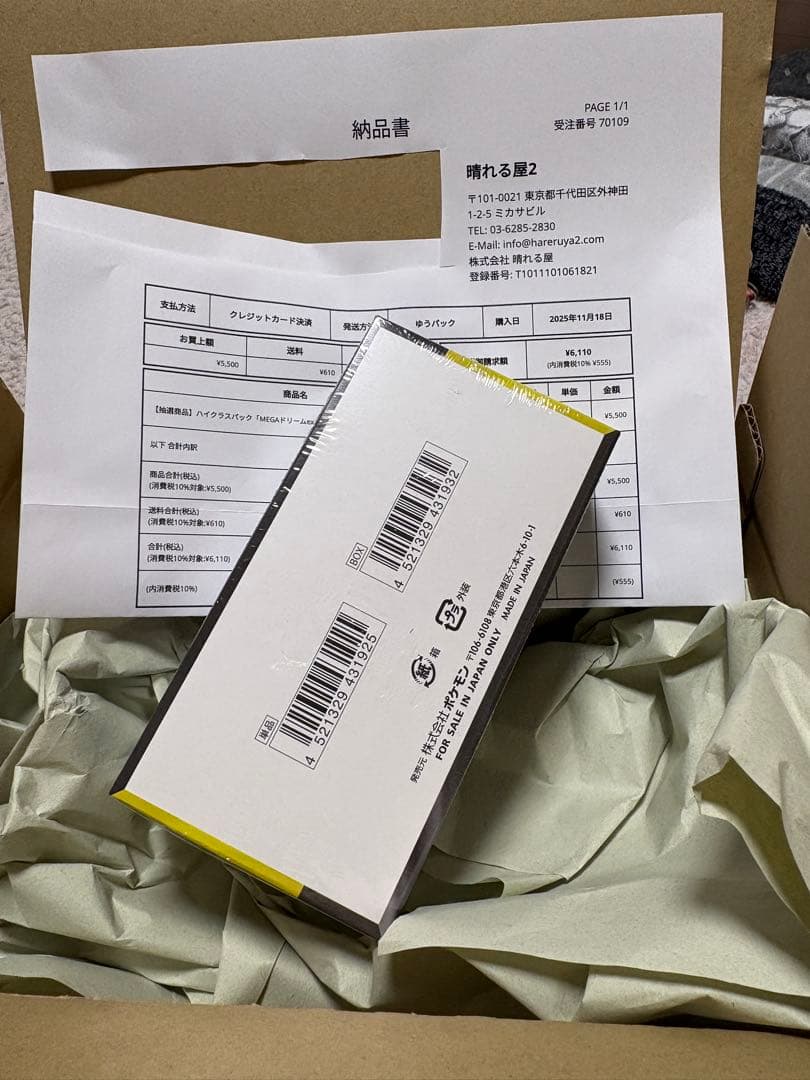 納品書
PAGE 1/1
受注番号 70109
晴れる屋2
〒101-0021 東京都千代田区外神田
1-2-5 ミカサビル
TEL: 03-6285-2830
E-Mail: info@hareruya2.com
株式会社 晴れる屋
登録番号: T1011101061821
支払方法 クレジットカード決済 発送方 ゆうパック 購入日 2025年11月18日
お買上額 送料 御請求額 ¥6,110
¥5,500 ¥610 (内消費税10% ¥555)
商品名 単価 金額
【抽選商品】ハイクラスパック「MEGAドリームex ¥5,500
以下 合計内訳
商品合計(税込) ¥5,500
(消費税10%対象:¥5,500)
送料合計(税込) ¥610
(消費税10%対象:¥610)
合計(税込) ¥6,110
(消費税10%対象:¥6,110)
(内消費税10%) (¥555)
BOX
4 521329 431932
単品
4 521329 431925
プラ 外装
紙 箱
発売元 株式会社ポケモン 〒106-6108 東京都港区六本木6-10-1
FOR SALE IN JAPAN ONLY MADE IN JAPAN